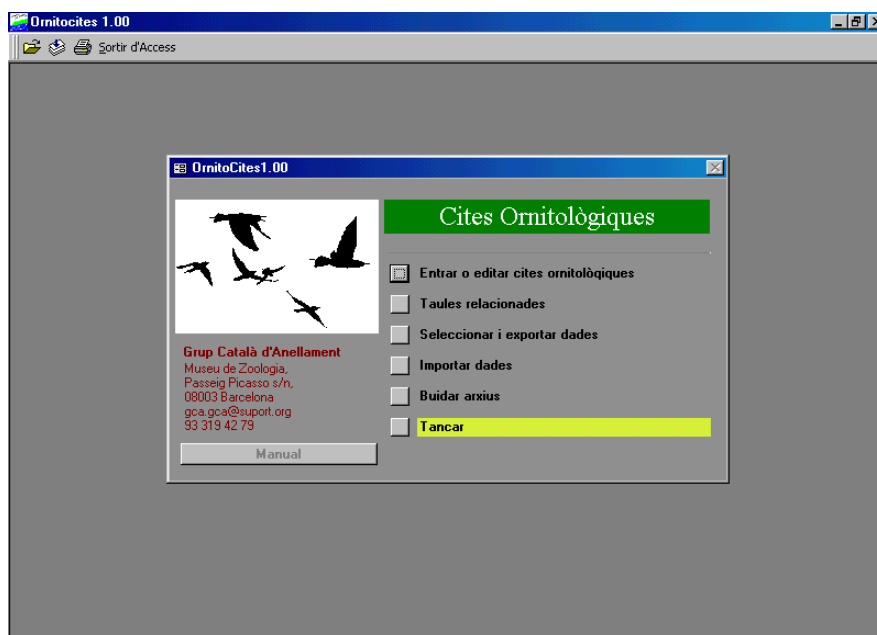 Ornitocites 1.00
Sortir d'Access
OrnitoCites1.00
Cites Ornitològiques
Entrar o editar cites ornitolòqiques
Taules relacionades
Seleccionar i exportar dades
Importar dades
Buidar arxius
Tancar
Grup Català d'Anellament
Museu de Zoologia,
Passeig Picasso s/n,
08003 Barcelona
gca.gca@suport.org
93 319 42 79
Manual